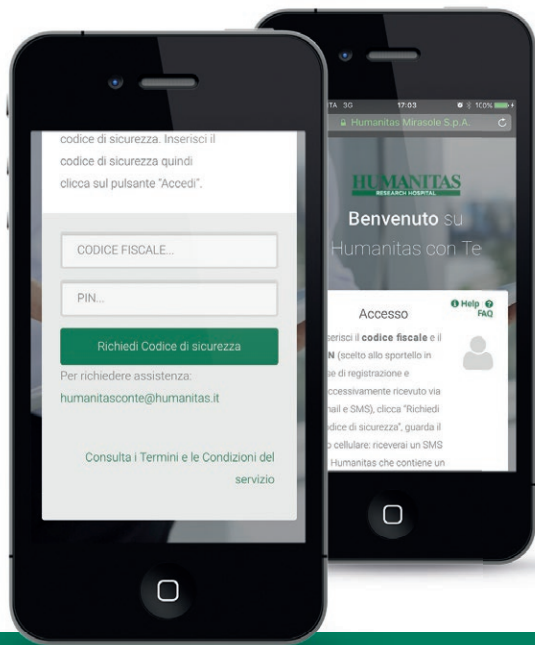 codice di sicurezza. Inserisci il
codice di sicurezza quindi
clicca sul pulsante "Accedi".
CODICE FISCALE...
PIN...
Richiedi Codice di sicurezza
Per richiedere assistenza:
humanitasconte@humanitas.it
Consulta i Termini e le Condizioni del
servizio
3G 17:03 100%
Humanitas Mirasole S.p.A.
HUMANITAS
RESEARCH HOSPITAL
Benvenuto su
Humanitas con Te
Help
FAQ
Accesso
codice fiscale e il
(scelto allo sportello in
di registrazione e
ricevuto via
e SMS), clicca "Richiedi
di sicurezza", guarda il
cellulare: riceverai un SMS
Humanitas che contiene un